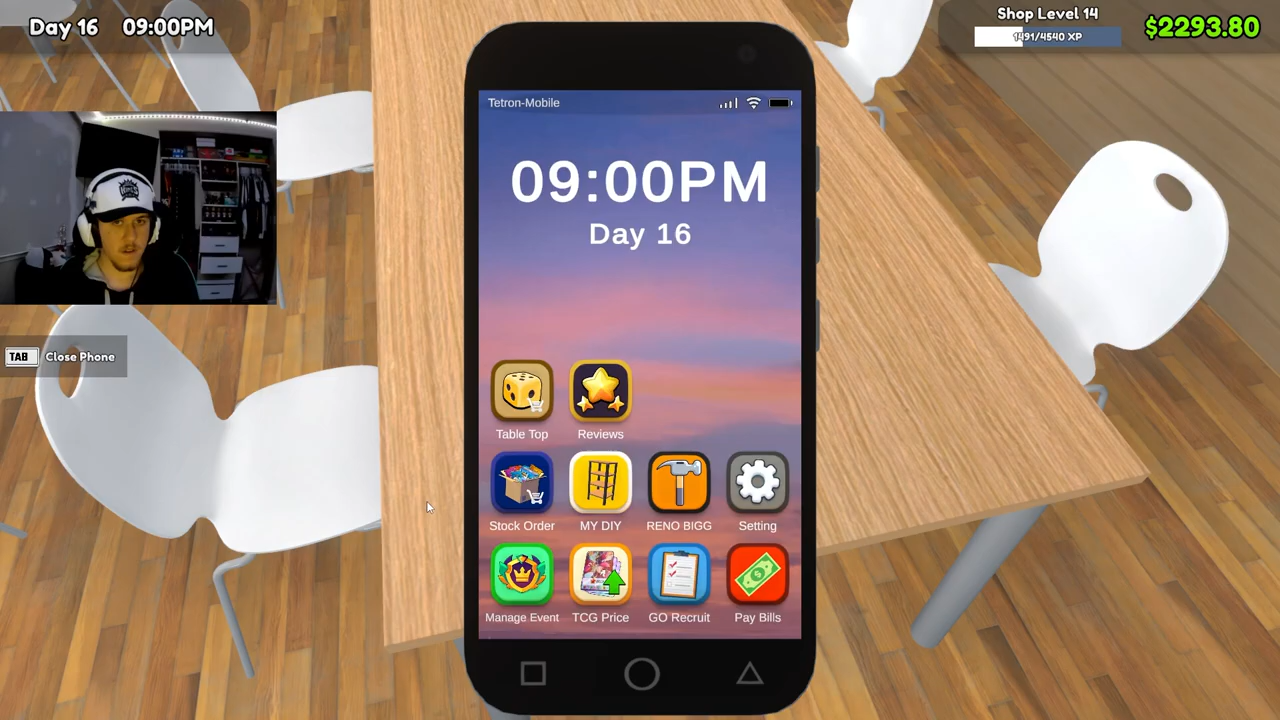 Day 16 09:00PM
Shop Level 14
1491/4540 XP
$2293.80
Tetron-Mobile
09:00PM
Day 16
TAB Close Phone
Table Top
Reviews
Stock Order
MY DIY
RENO BIGG
Setting
Manage Event
TCG Price
GO Recruit
Pay Bills